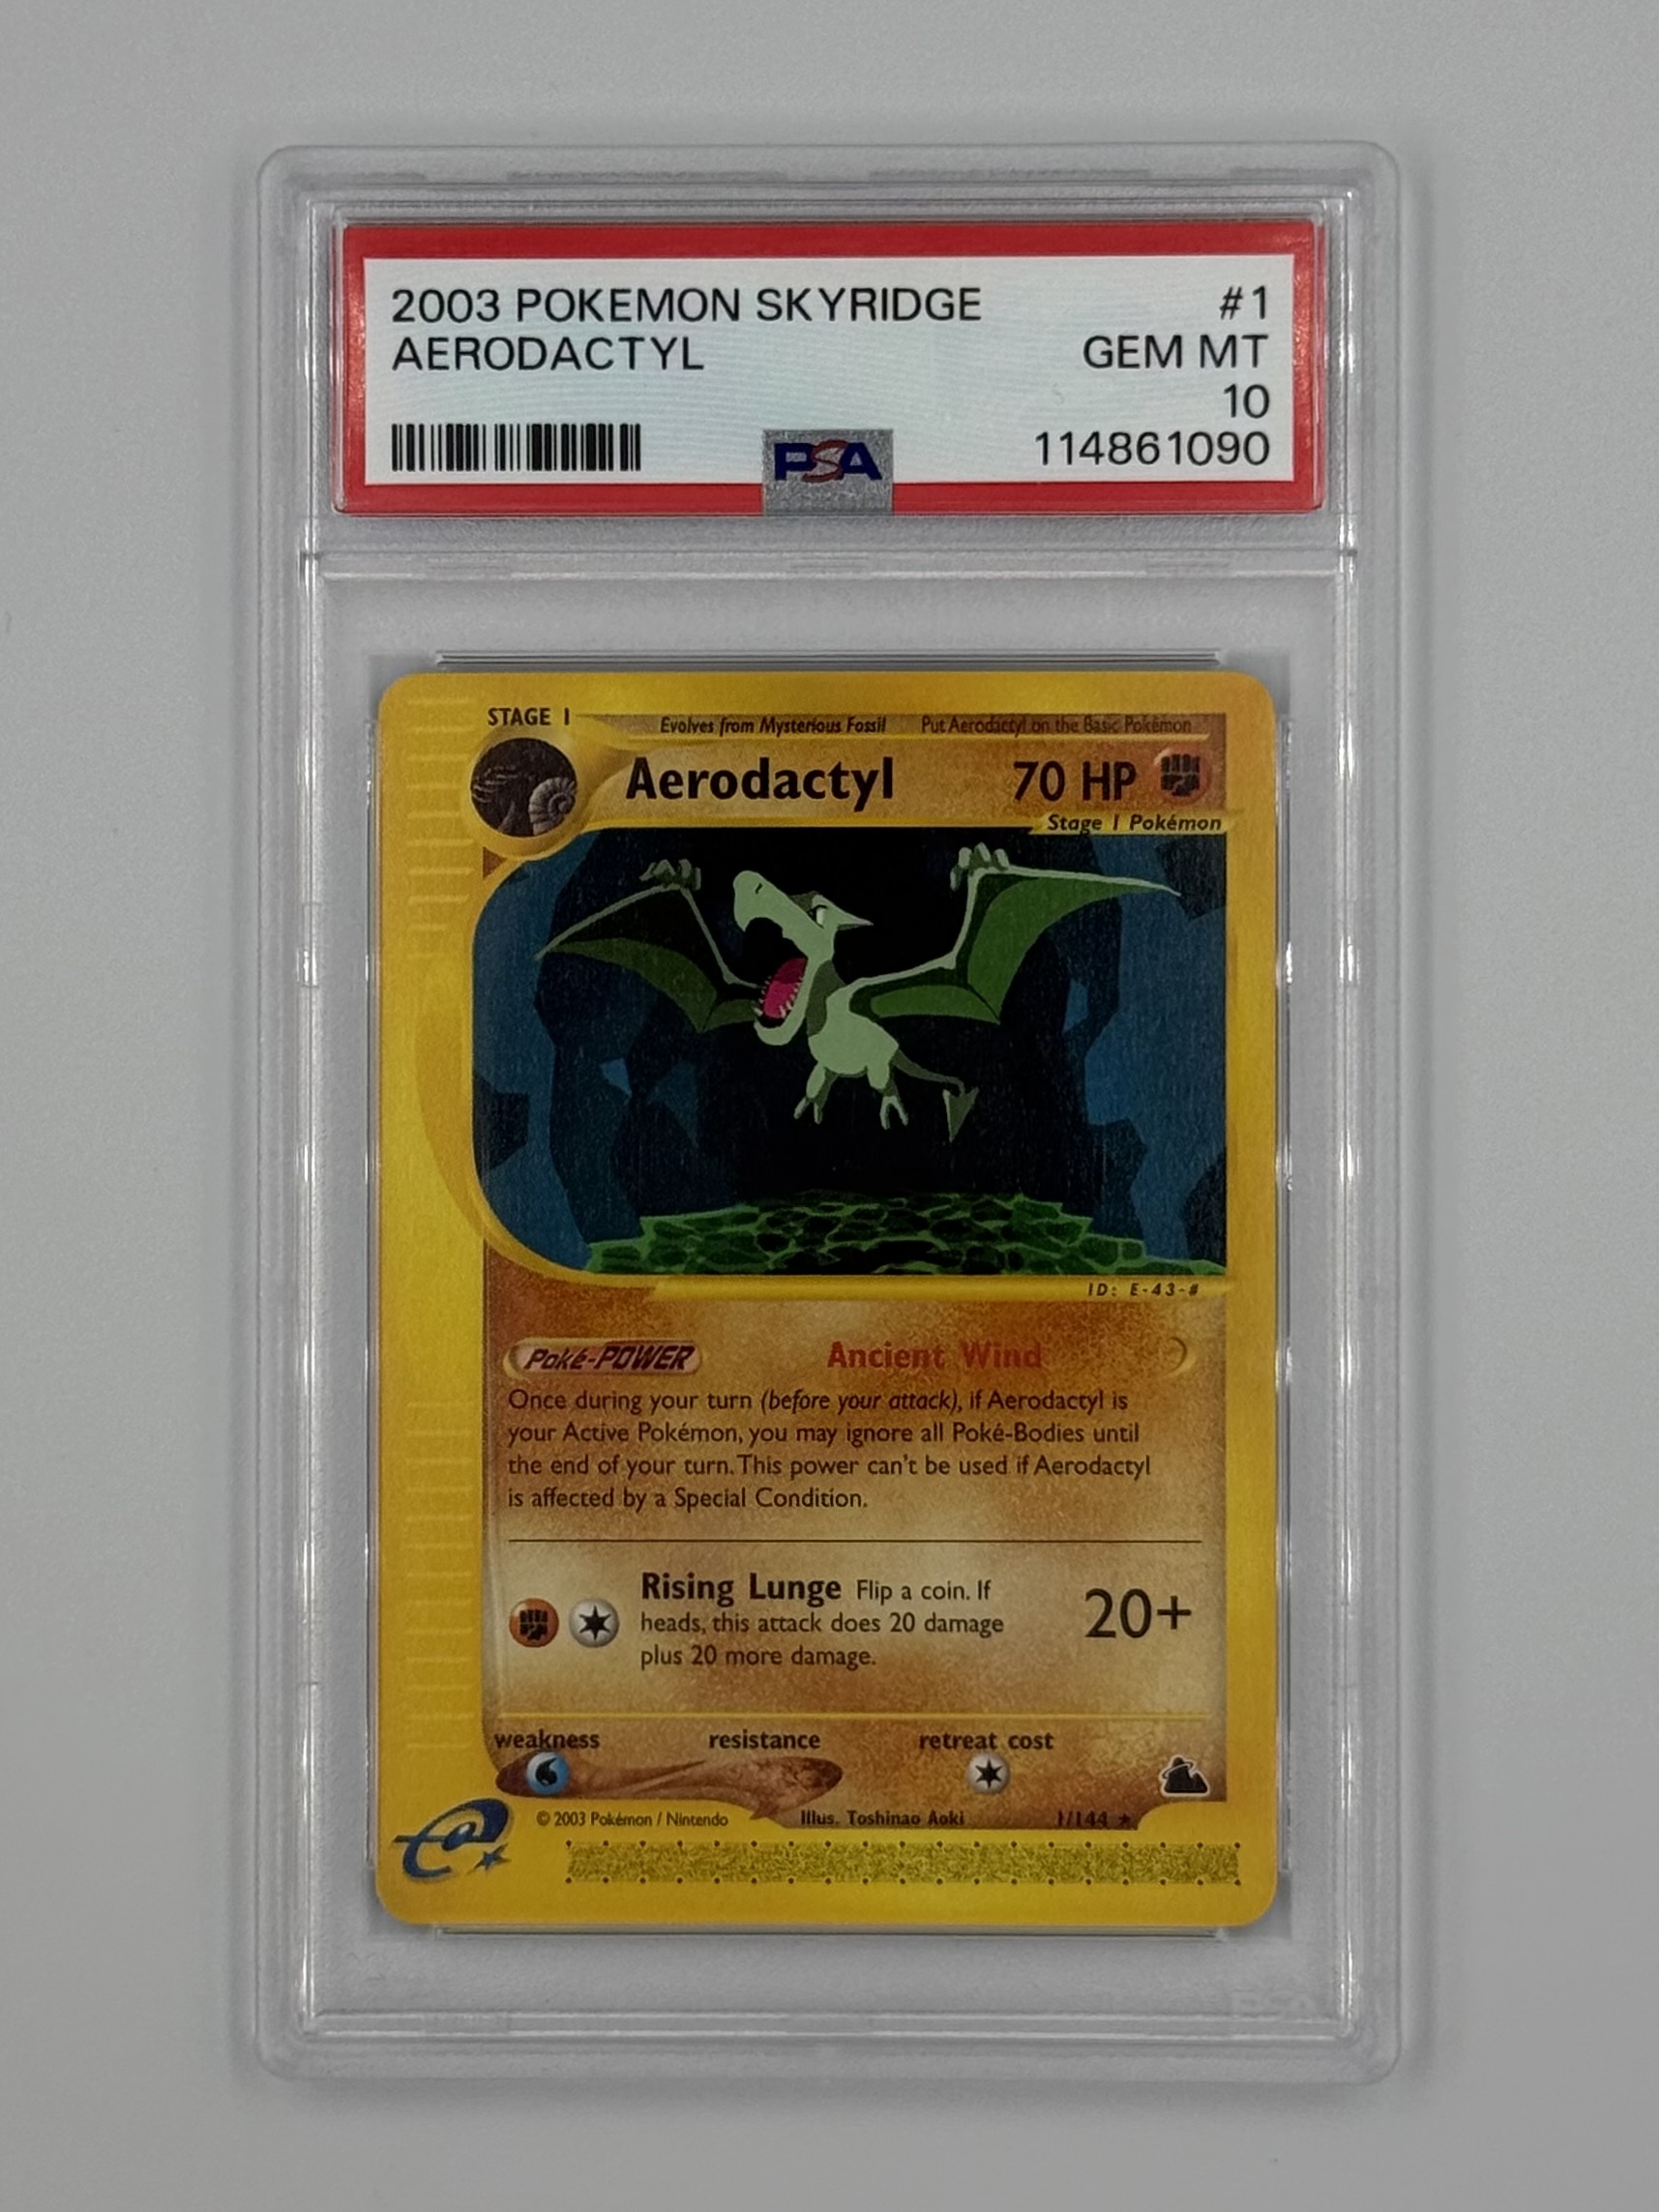 2003 POKEMON SKYRIDGE #1
AERODACTYL GEM MT
10
PSA 114861090
STAGE 1 Evolves from Mysterious Fossil Put Aerodactyl on the Basic Pokémon
Aerodactyl 70 HP
Stage 1 Pokémon
ID: E-43-#
Poké-POWER Ancient Wind
Once during your turn (before your attack), if Aerodactyl is
your Active Pokémon, you may ignore all Poké-Bodies until
the end of your turn. This power can't be used if Aerodactyl
is affected by a Special Condition.
Rising Lunge Flip a coin. If
heads, this attack does 20 damage
plus 20 more damage.
20+
weakness resistance retreat cost
e
© 2003 Pokémon / Nintendo Illus. Toshinao Aoki 1/144 ★
PSA